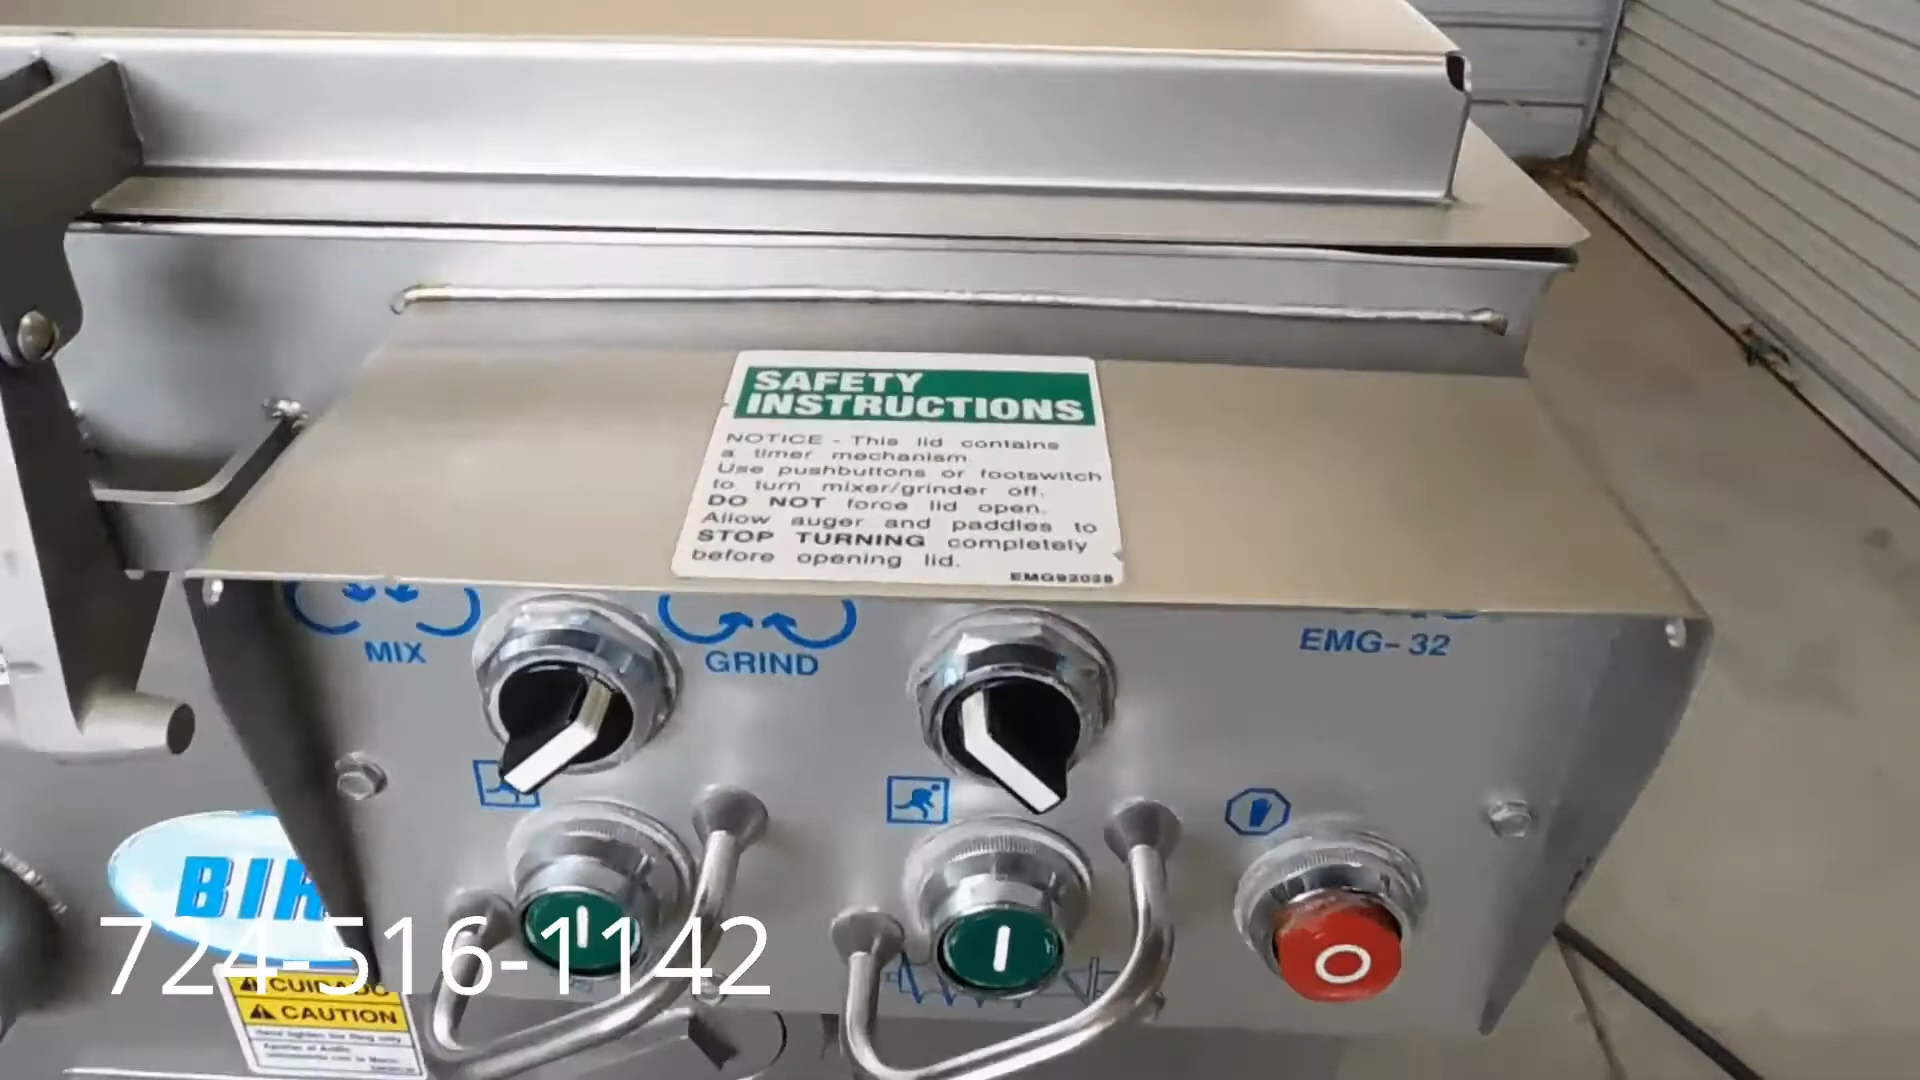 SAFETY
INSTRUCTIONS
NOTICE - This lid contains
a timer mechanism.
Use pushbuttons or footswitch
to turn mixer/grinder off.
DO NOT force lid open.
Allow auger and paddles to
STOP TURNING completely
before opening lid.
EMG92028
MIX
GRIND
EMG-32
BIR
724-516-1142
CUIDADO
CAUTION